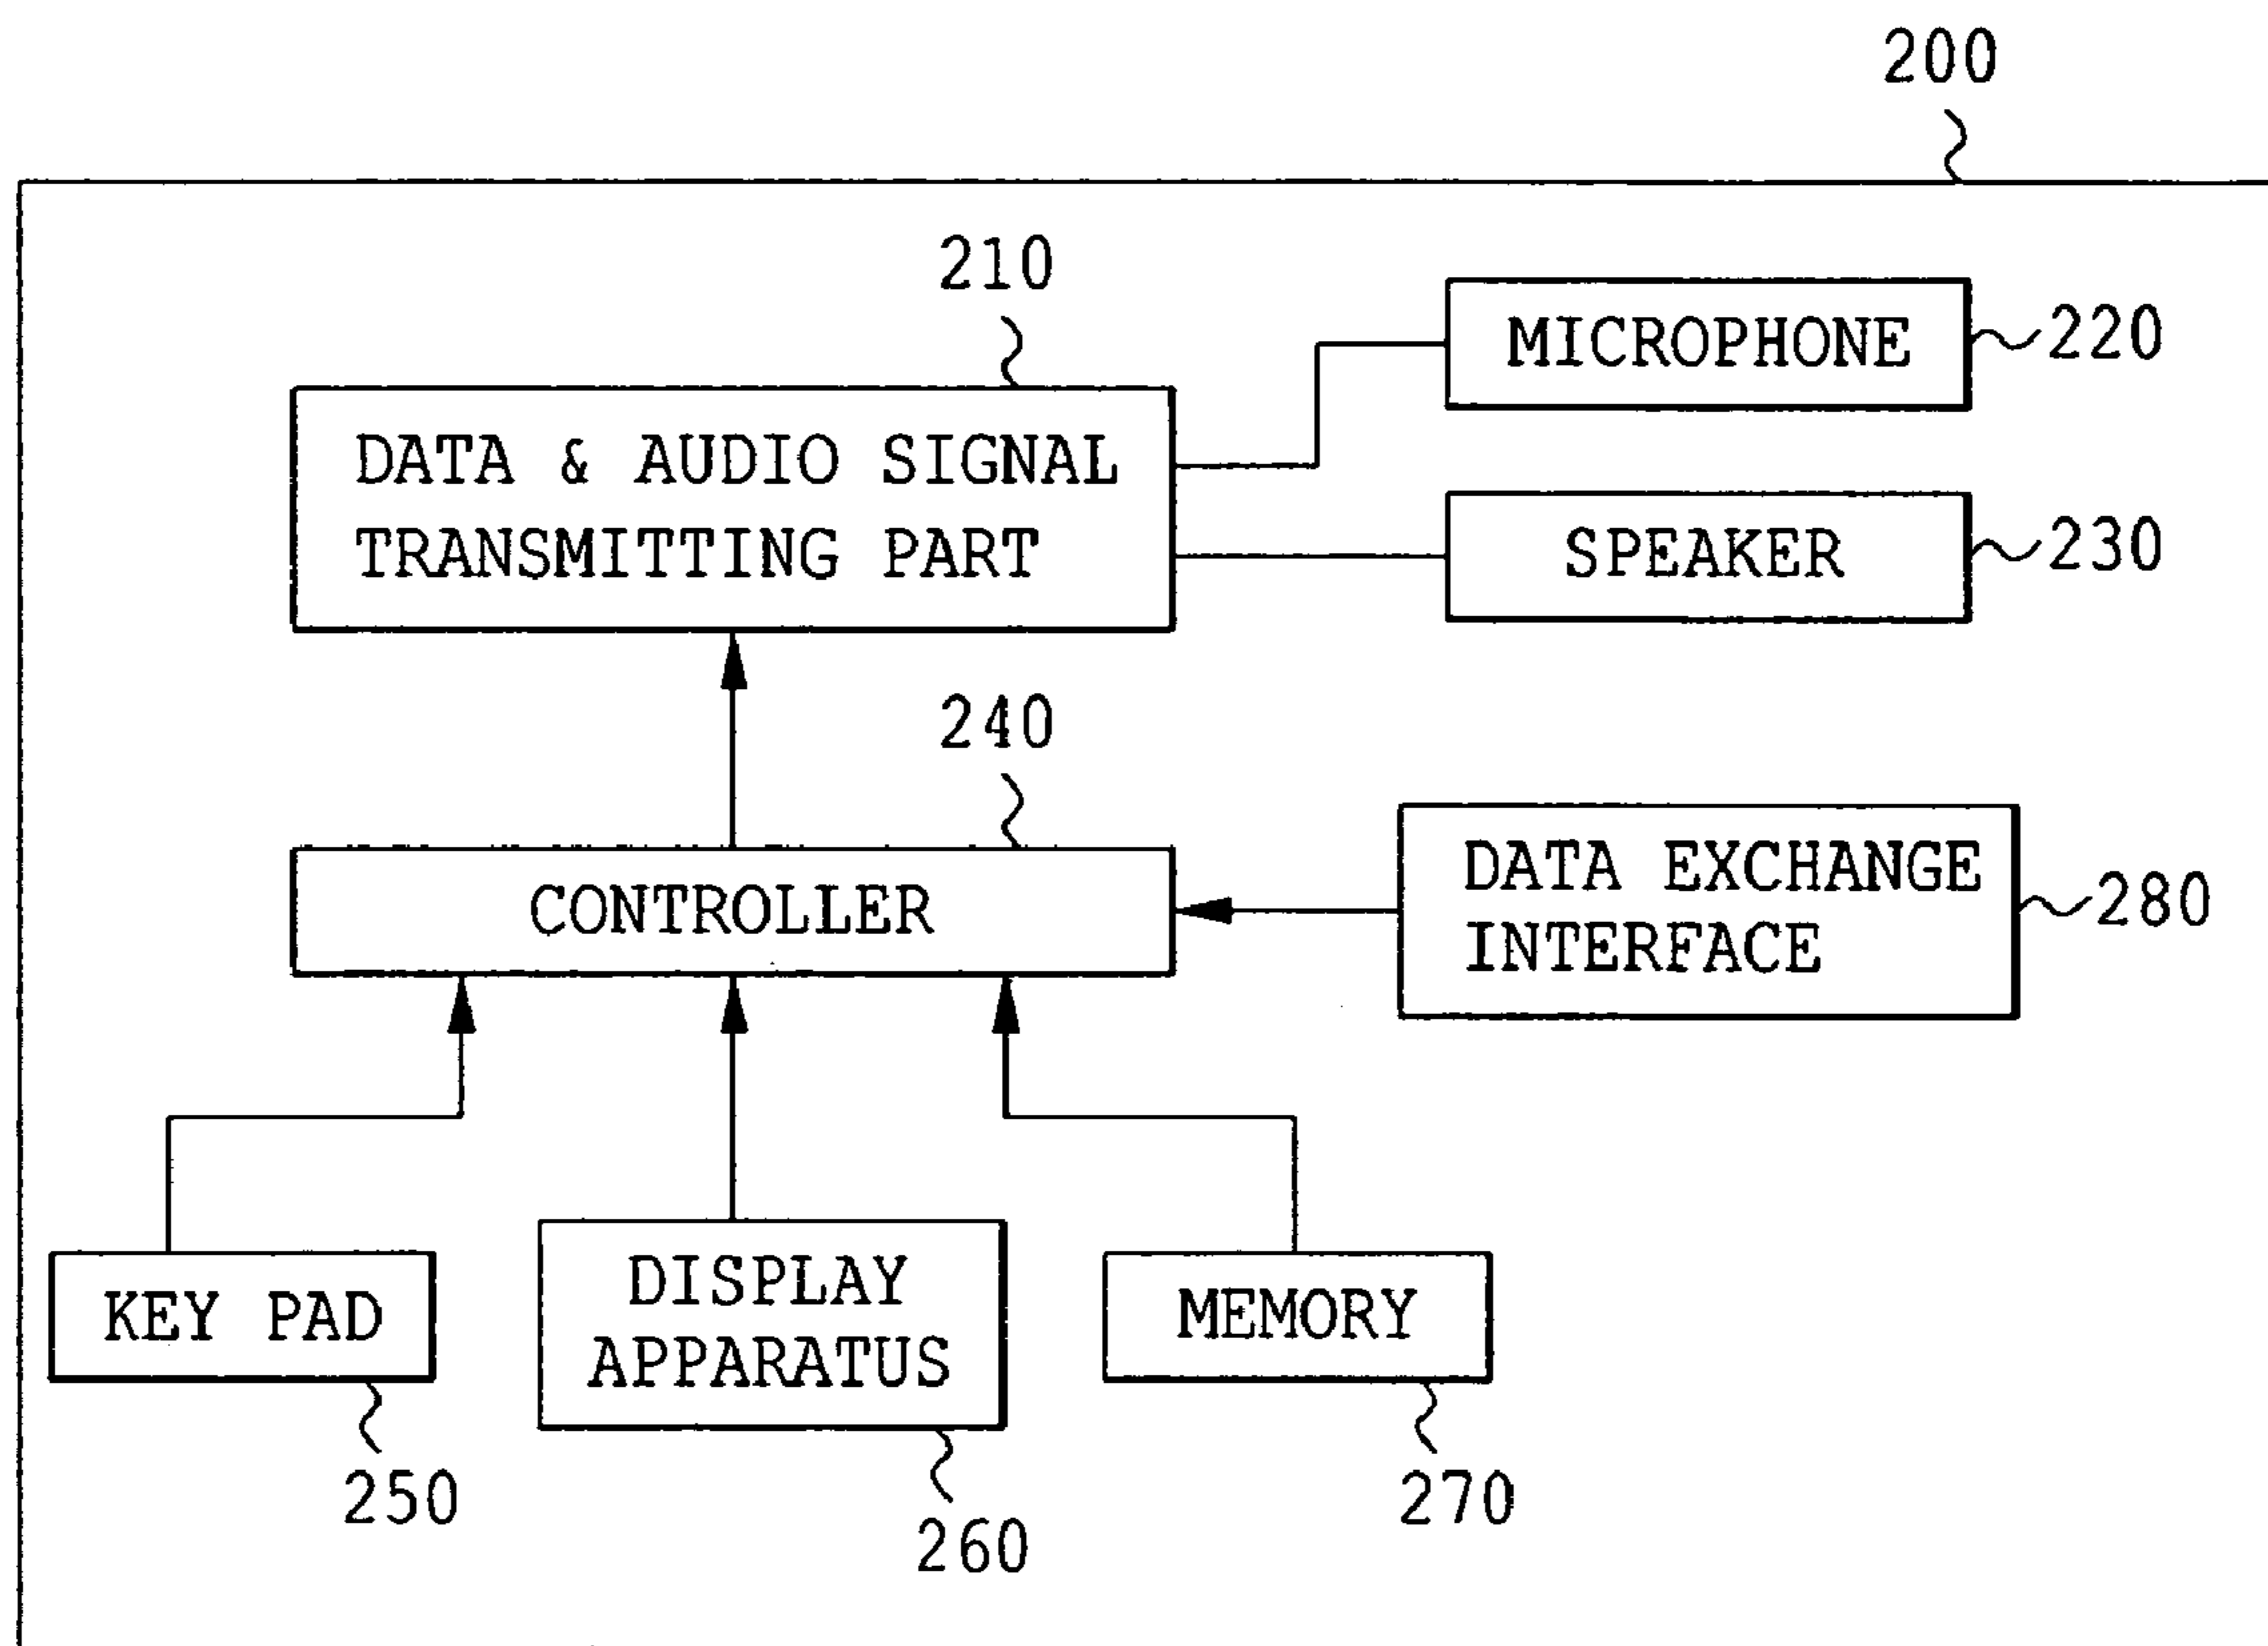 200
210
MICROPHONE
220
DATA & AUDIO SIGNAL
TRANSMITTING PART
SPEAKER
230
240
CONTROLLER
DATA EXCHANGE
INTERFACE
280
KEY PAD
DISPLAY
APPARATUS
MEMORY
250
260
270